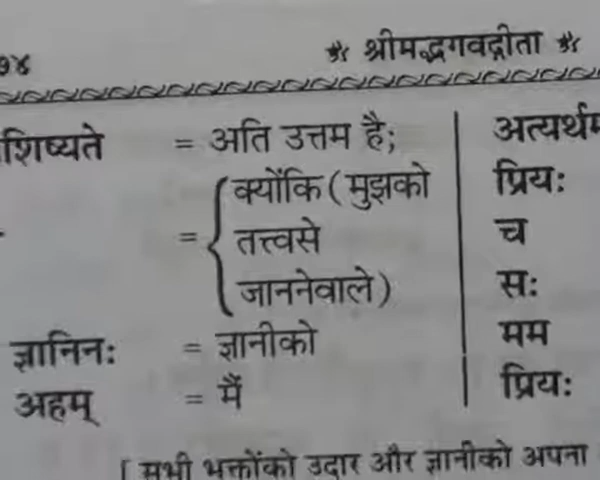 ७४ * श्रीमद्भगवद्गीता *
शिष्यते = अति उत्तम है; अत्यर्थम
= क्योंकि (मुझको प्रियः
तत्त्वसे च
जाननेवाले) सः
ज्ञानिनः = ज्ञानीको मम
अहम् = मैं प्रियः
[ सभी भक्तोंको उदार और ज्ञानीको अपना